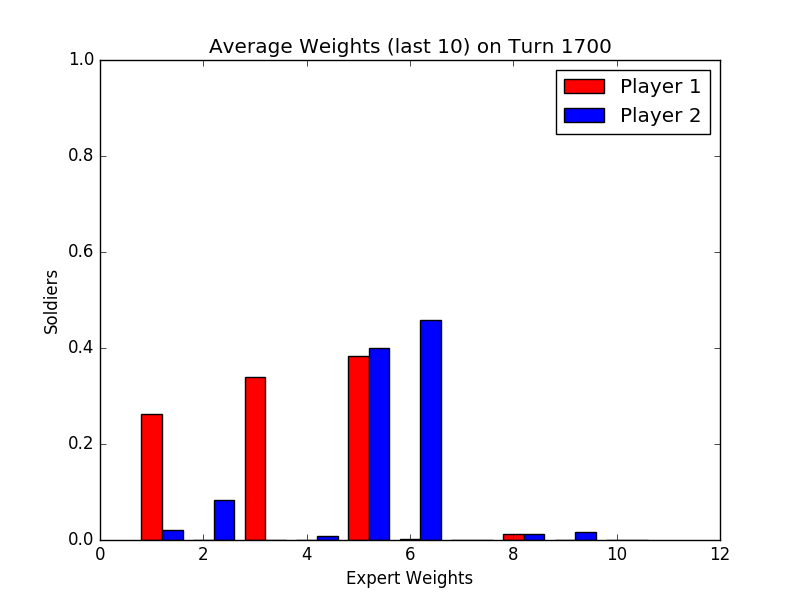 Average Weights (last 10) on Turn 1700
1.0
0.8
0.6
0.4
0.2
0.0
Soldiers
Player 1
Player 2
0 2 4 6 8 10 12
Expert Weights